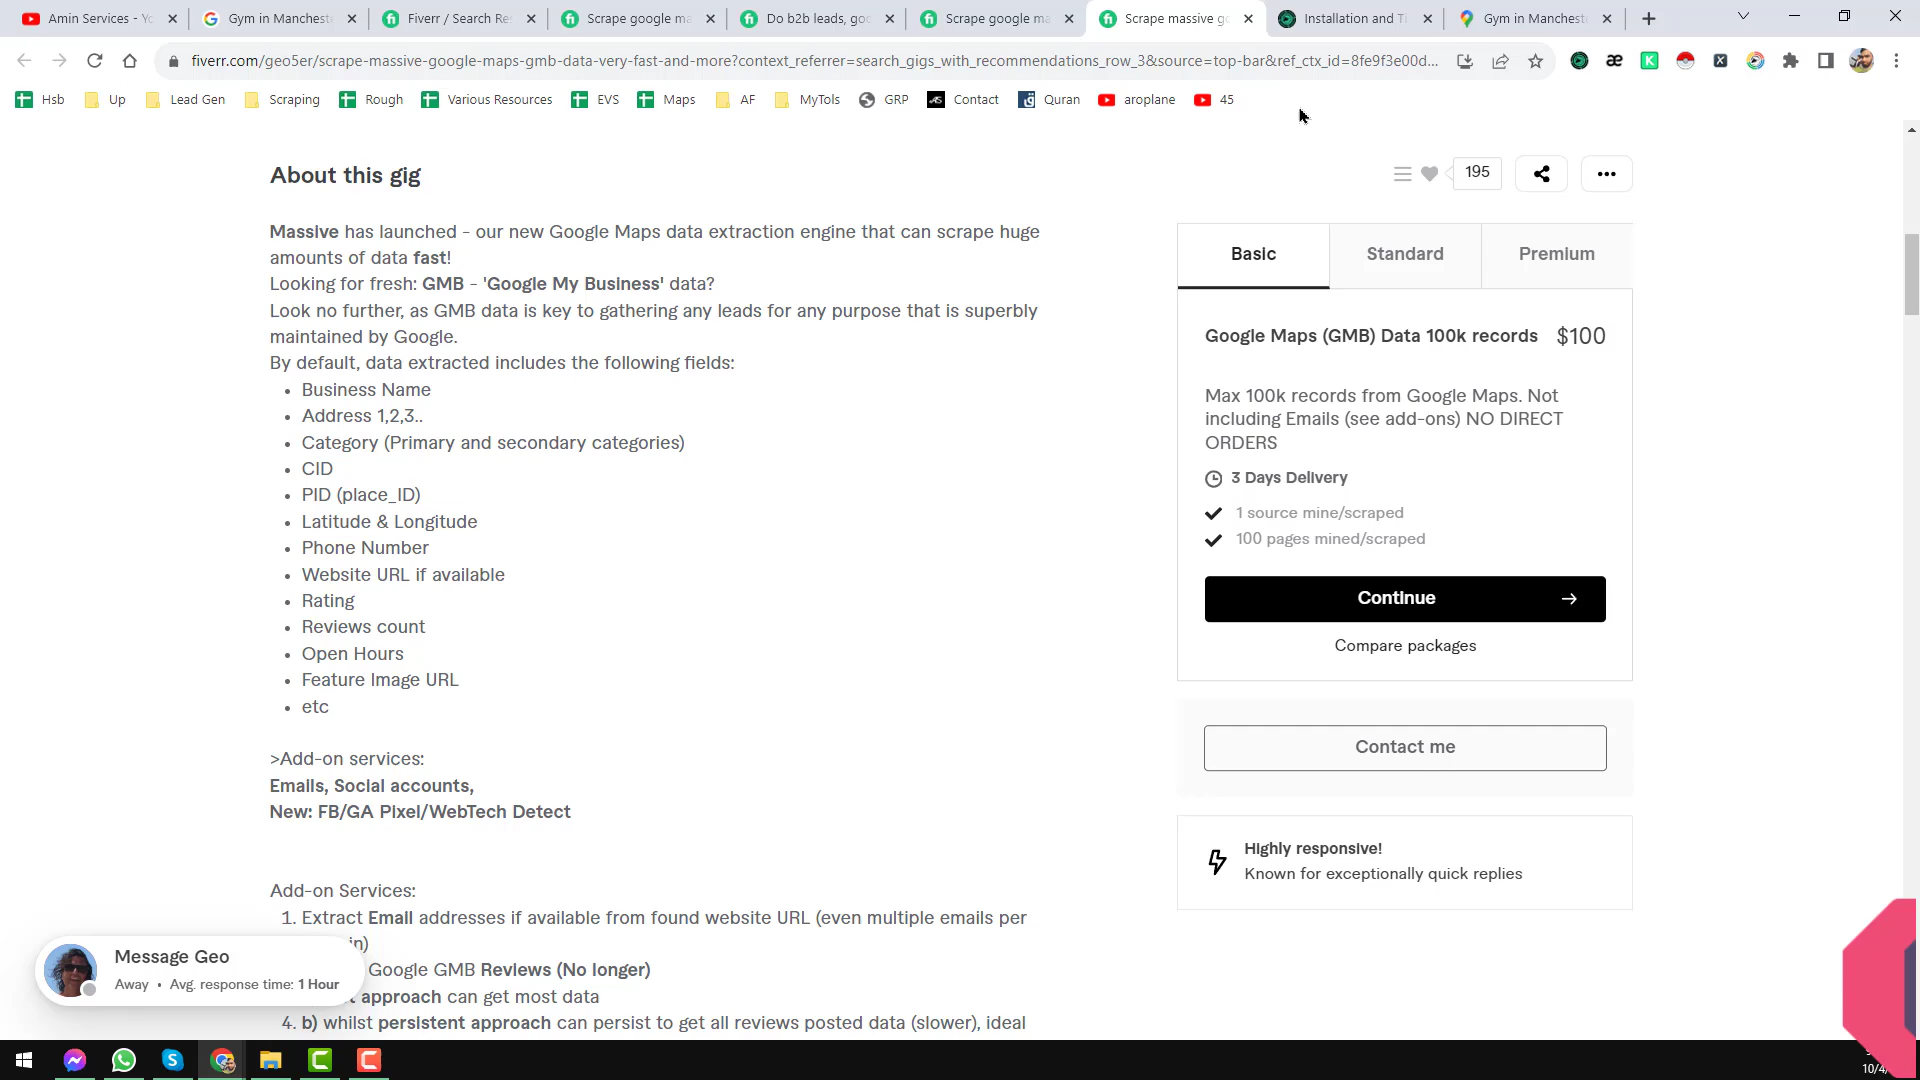 Amin Services - Yo
Gym in Manchest
Fiverr / Search Re
Scrape google ma
Do b2b leads, goo
Scrape google ma
Scrape massive go
Installation and T
Gym in Manchest
fiverr.com/geo5er/scrape-massive-google-maps-gmb-data-very-fast-and-more?context_referrer=search_gigs_with_recommendations_row_3&source=top-bar&ref_ctx_id=8fe9f3e00d...
Hsb
Up
Lead Gen
Scraping
Rough
Various Resources
EVS
Maps
AF
MyTols
GRP
Contact
Quran
aroplane
45
About this gig
195
Massive has launched - our new Google Maps data extraction engine that can scrape huge
amounts of data fast!
Looking for fresh: GMB - 'Google My Business' data?
Look no further, as GMB data is key to gathering any leads for any purpose that is superbly
maintained by Google.
By default, data extracted includes the following fields:
• Business Name
• Address 1,2,3..
• Category (Primary and secondary categories)
• CID
• PID (place_ID)
• Latitude & Longitude
• Phone Number
• Website URL if available
• Rating
• Reviews count
• Open Hours
• Feature Image URL
• etc
>Add-on services:
Emails, Social accounts,
New: FB/GA Pixel/WebTech Detect
Add-on Services:
1. Extract Email addresses if available from found website URL (even multiple emails per
in)
Google GMB Reviews (No longer)
t approach can get most data
4. b) whilst persistent approach can persist to get all reviews posted data (slower), ideal
Basic
Standard
Premium
Google Maps (GMB) Data 100k records $100
Max 100k records from Google Maps. Not
including Emails (see add-ons) NO DIRECT
ORDERS
3 Days Delivery
1 source mine/scraped
100 pages mined/scraped
Continue →
Compare packages
Contact me
Highly responsive!
Known for exceptionally quick replies
Message Geo
Away • Avg. response time: 1 Hour
10/4/